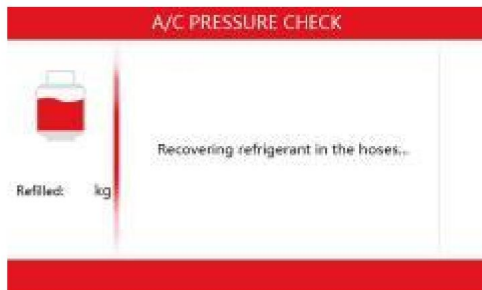 A/C PRESSURE CHECK
Recovering refrigerant in the hoses...
Refilled: kg